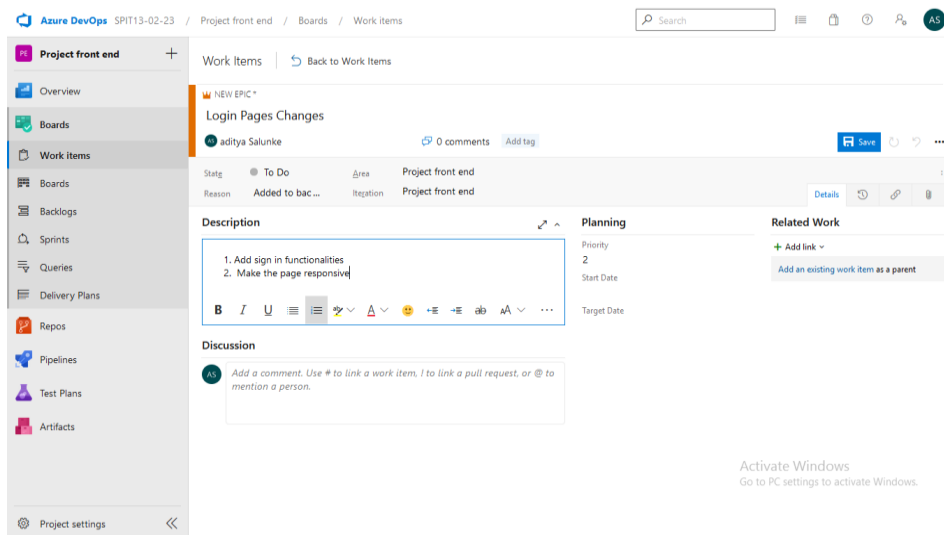 Azure DevOps SPIT13-02-23 / Project front end / Boards / Work items
Search
AS
PE Project front end
Overview
Boards
Work items
Boards
Backlogs
Sprints
Queries
Delivery Plans
Repos
Pipelines
Test Plans
Artifacts
Project settings
Work Items Back to Work Items
NEW EPIC *
Login Pages Changes
AS aditya Salunke 0 comments Add tag Save
State To Do Area Project front end
Reason Added to bac ... Iteration Project front end
Details
Description
1. Add sign in functionalities
2. Make the page responsive
B I U A ab AA ...
Discussion
AS
Add a comment. Use # to link a work item, ! to link a pull request, or @ to
mention a person.
Planning
Priority
2
Start Date
Target Date
Related Work
+ Add link
Add an existing work item as a parent
Activate Windows
Go to PC settings to activate Windows.